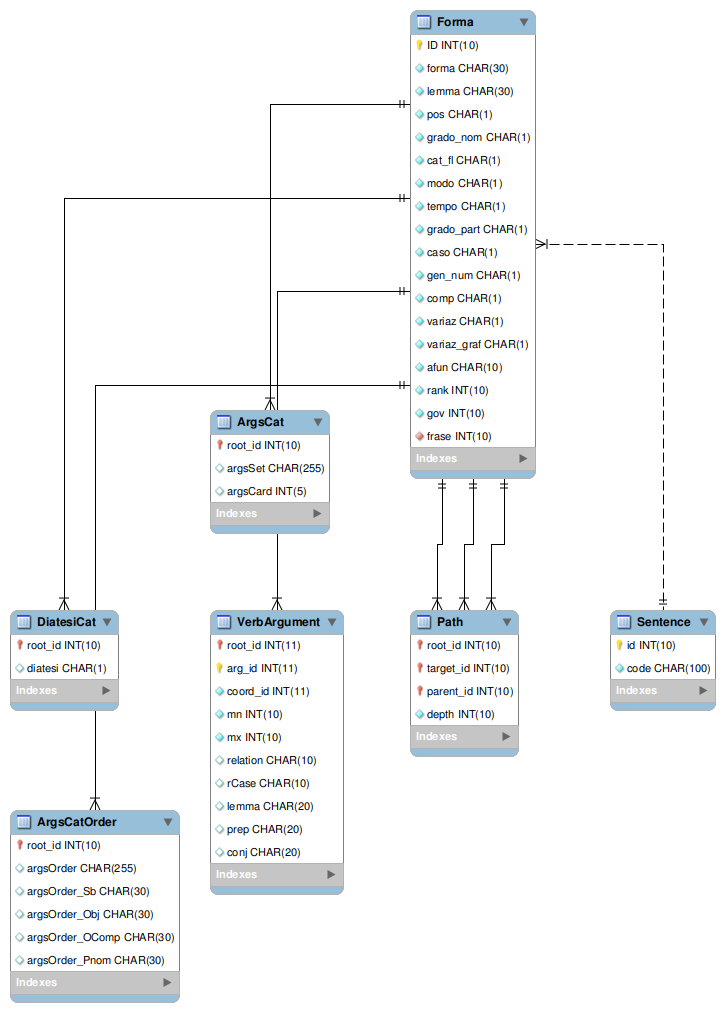 Forma
ID INT(10)
forma CHAR(30)
lemma CHAR(30)
pos CHAR(1)
grado_nom CHAR(1)
cat_fl CHAR(1)
modo CHAR(1)
tempo CHAR(1)
grado_part CHAR(1)
caso CHAR(1)
gen_num CHAR(1)
comp CHAR(1)
variaz CHAR(1)
variaz_graf CHAR(1)
afun CHAR(10)
rank INT(10)
gov INT(10)
frase INT(10)
Indexes
ArgsCat
root_id INT(10)
argsSet CHAR(255)
argsCard INT(5)
Indexes
DiatesiCat
root_id INT(10)
diatesi CHAR(1)
Indexes
VerbArgument
root_id INT(11)
arg_id INT(11)
coord_id INT(11)
mn INT(10)
mx INT(10)
relation CHAR(10)
rCase CHAR(10)
lemma CHAR(20)
prep CHAR(20)
conj CHAR(20)
Indexes
Path
root_id INT(10)
target_id INT(10)
parent_id INT(10)
depth INT(10)
Indexes
Sentence
id INT(10)
code CHAR(100)
Indexes
ArgsCatOrder
root_id INT(10)
argsOrder CHAR(255)
argsOrder_Sb CHAR(30)
argsOrder_Obj CHAR(30)
argsOrder_OComp CHAR(30)
argsOrder_Pnom CHAR(30)
Indexes